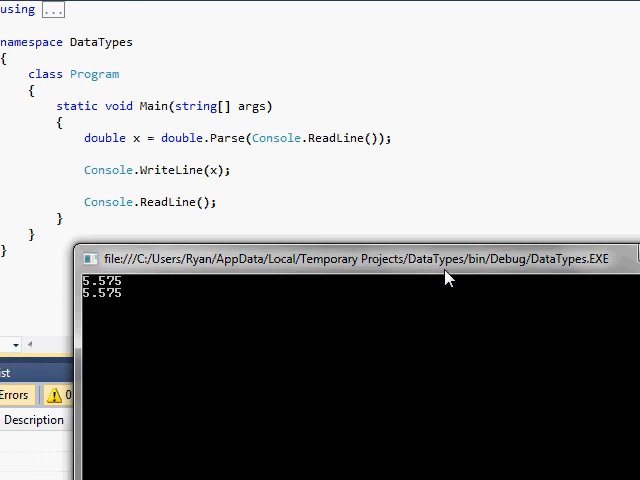 using ...
namespace DataTypes
{
class Program
{
static void Main(string[] args)
{
double x = double.Parse(Console.ReadLine());
Console.WriteLine(x);
Console.ReadLine();
}
}
}
file:///C:/Users/Ryan/AppData/Local/Temporary Projects/DataTypes/bin/Debug/DataTypes.EXE
5.575
5.575
ist
Errors
0
Description